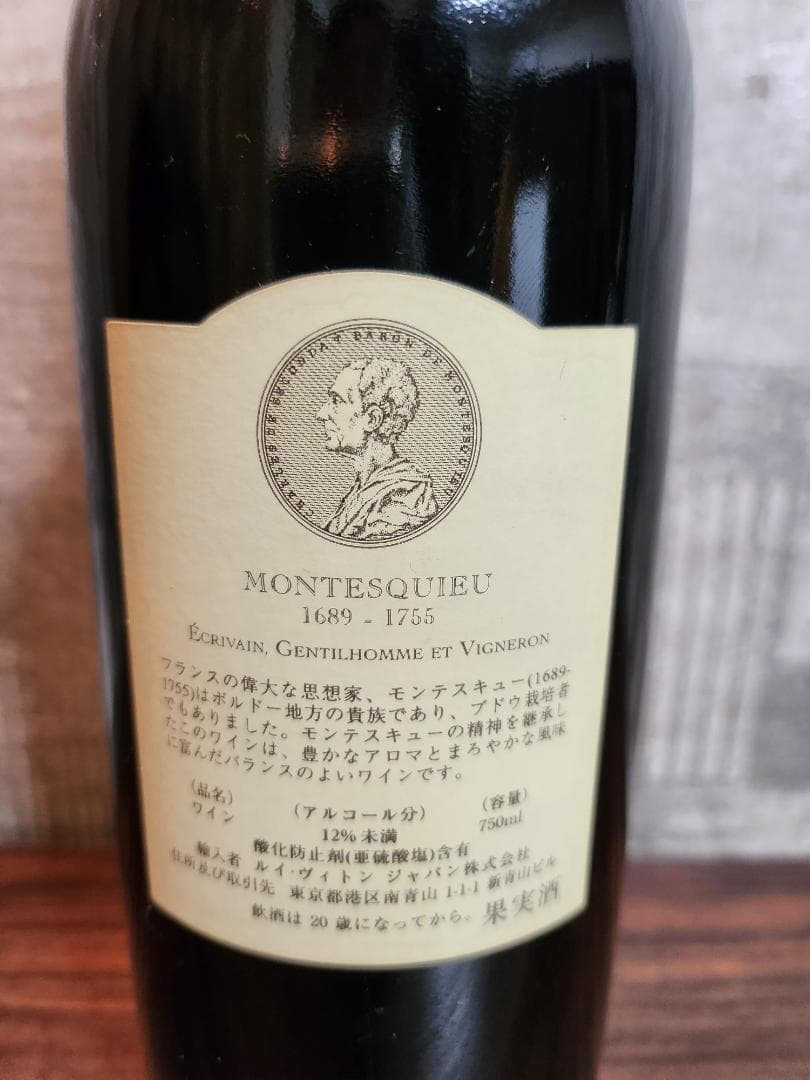 CHARLES DE SECONDAT BARON DE MONTESQUIEU
MONTESQUIEU
1689 - 1755
ÉCRIVAIN, GENTILHOMME ET VIGNERON
フランスの偉大な思想家、モンテスキュー(1689-
1755)はボルドー地方の貴族であり、ブドウ栽培者
でもありました。モンテスキューの精神を継承し
たこのワインは、豊かなアロマとまろやかな風味
に富んだバランスのよいワインです。
(品名) (アルコール分) (容量)
ワイン 12%未満 750ml
酸化防止剤(亜硫酸塩)含有
輸入者 ルイ・ヴィトン ジャパン株式会社
住所及び取引先 東京都港区南青山 1-1-1 新青山ビル
飲酒は 20 歳になってから。果実酒